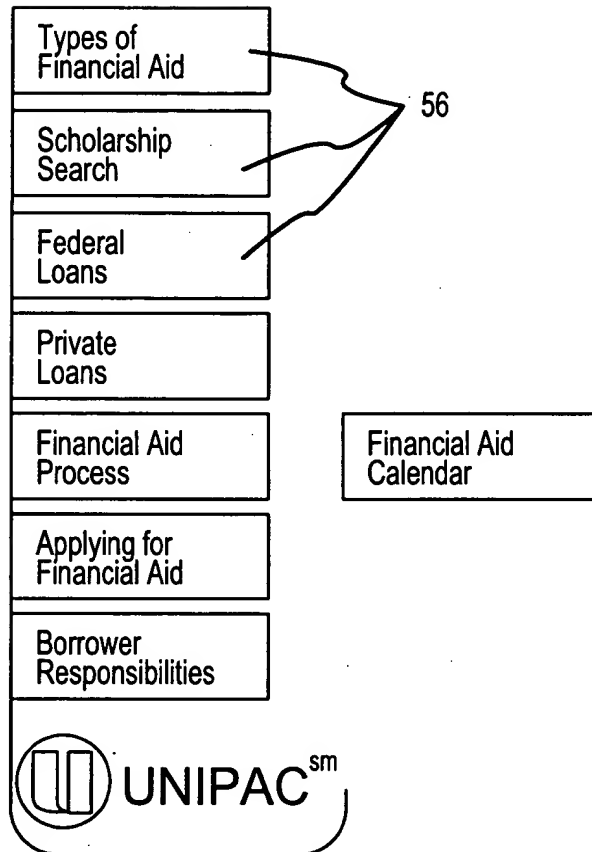 Types of
Financial Aid
56
Scholarship
Search
Federal
Loans
Private
Loans
Financial Aid
Process
Financial Aid
Calendar
Applying for
Financial Aid
Borrower
Responsibilities
UNIPAC sm